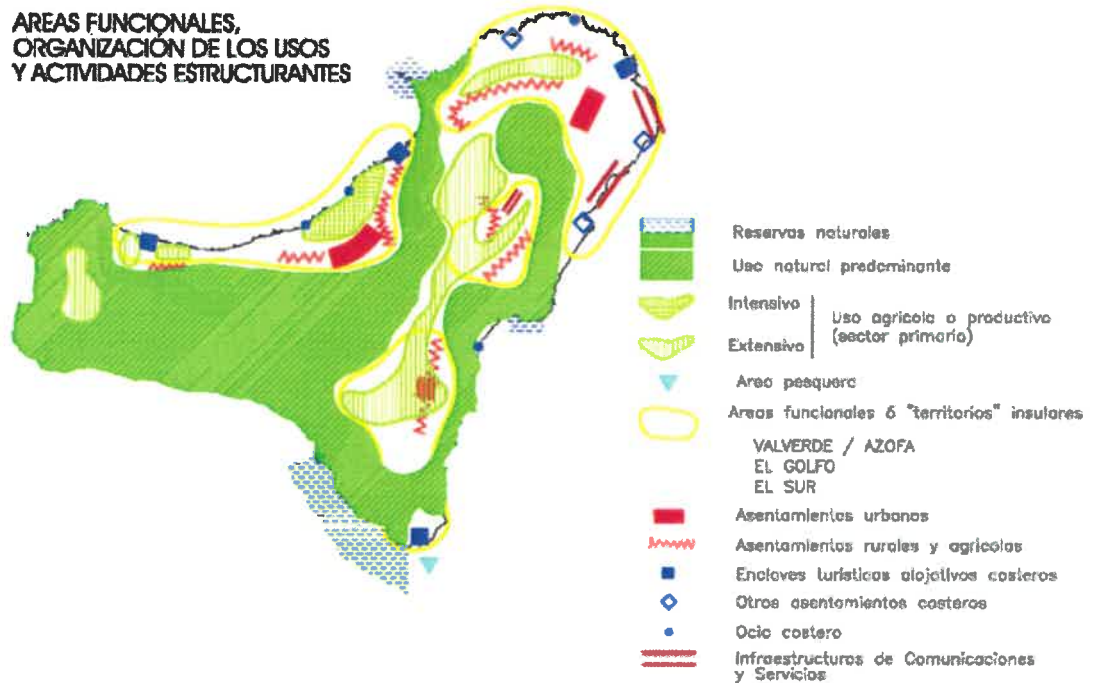 AREAS FUNCIONALES,
ORGANIZACIÓN DE LOS USOS
Y ACTIVIDADES ESTRUCTURANTES
Reservas naturales
Uso natural predominante
Intensivo
Uso agricola o productivo
(sector primario)
Extensivo
Area pesquera
Areas funcionales ó "territorios" insulares
VALVERDE / AZOFA
EL GOLFO
EL SUR
Asentamientos urbanos
Asentamientos rurales y agricolas
Enclaves turísticos alojativos costeros
Otros asentamientos costeros
Ocio costero
Infraestructuras de Comunicaciones
y Servicios